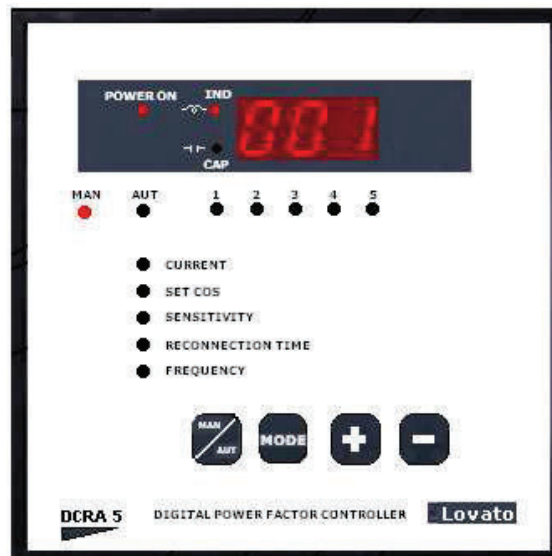 POWER ON IND
001
CAP
MAN AUT 1 2 3 4 5
CURRENT
SET COS
SENSITIVITY
RECONNECTION TIME
FREQUENCY
MAN/AUT MODE + -
DCRA 5 DIGITAL POWER FACTOR CONTROLLER Lovato